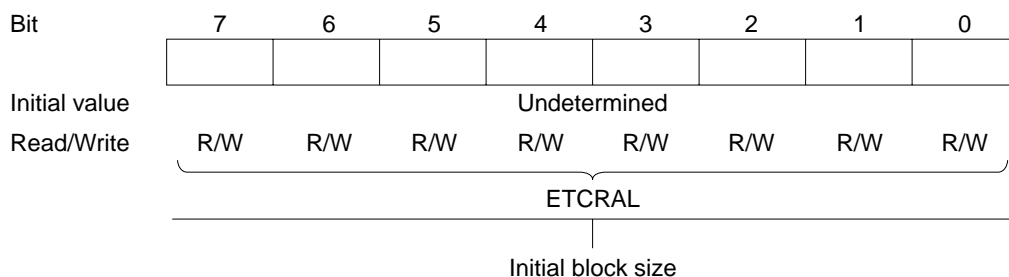 Bit 7 6 5 4 3 2 1 0
Initial value Undetermined
Read/Write R/W R/W R/W R/W R/W R/W R/W R/W
ETCRAL
Initial block size